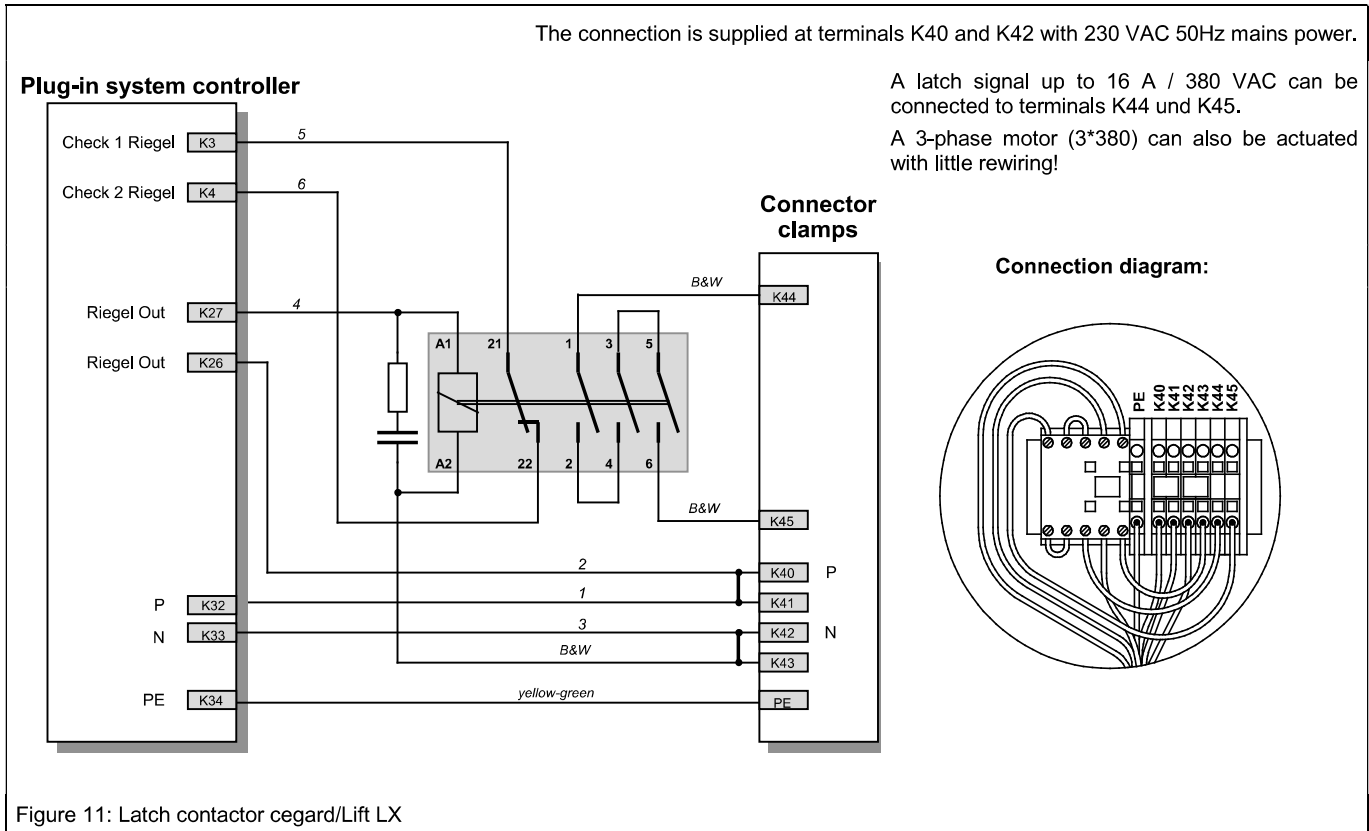 The connection is supplied at terminals K40 and K42 with 230 VAC 50Hz mains power.
Plug-in system controller
A latch signal up to 16 A / 380 VAC can be
connected to terminals K44 und K45.
A 3-phase motor (3*380) can also be actuated
with little rewiring!
Check 1 Riegel K3 5
Check 2 Riegel K4 6
Connector
clamps
Connection diagram:
B&W K44
Riegel Out K27 4
Riegel Out K26
A1 21 1 3 5
A2 22 2 4 6
B&W K45
2 K40 P
P K32 1 K41
N K33 3 K42 N
B&W K43
PE K34 yellow-green PE
PE K40 K41 K42 K43 K44 K45
Figure 11: Latch contactor cegard/Lift LX